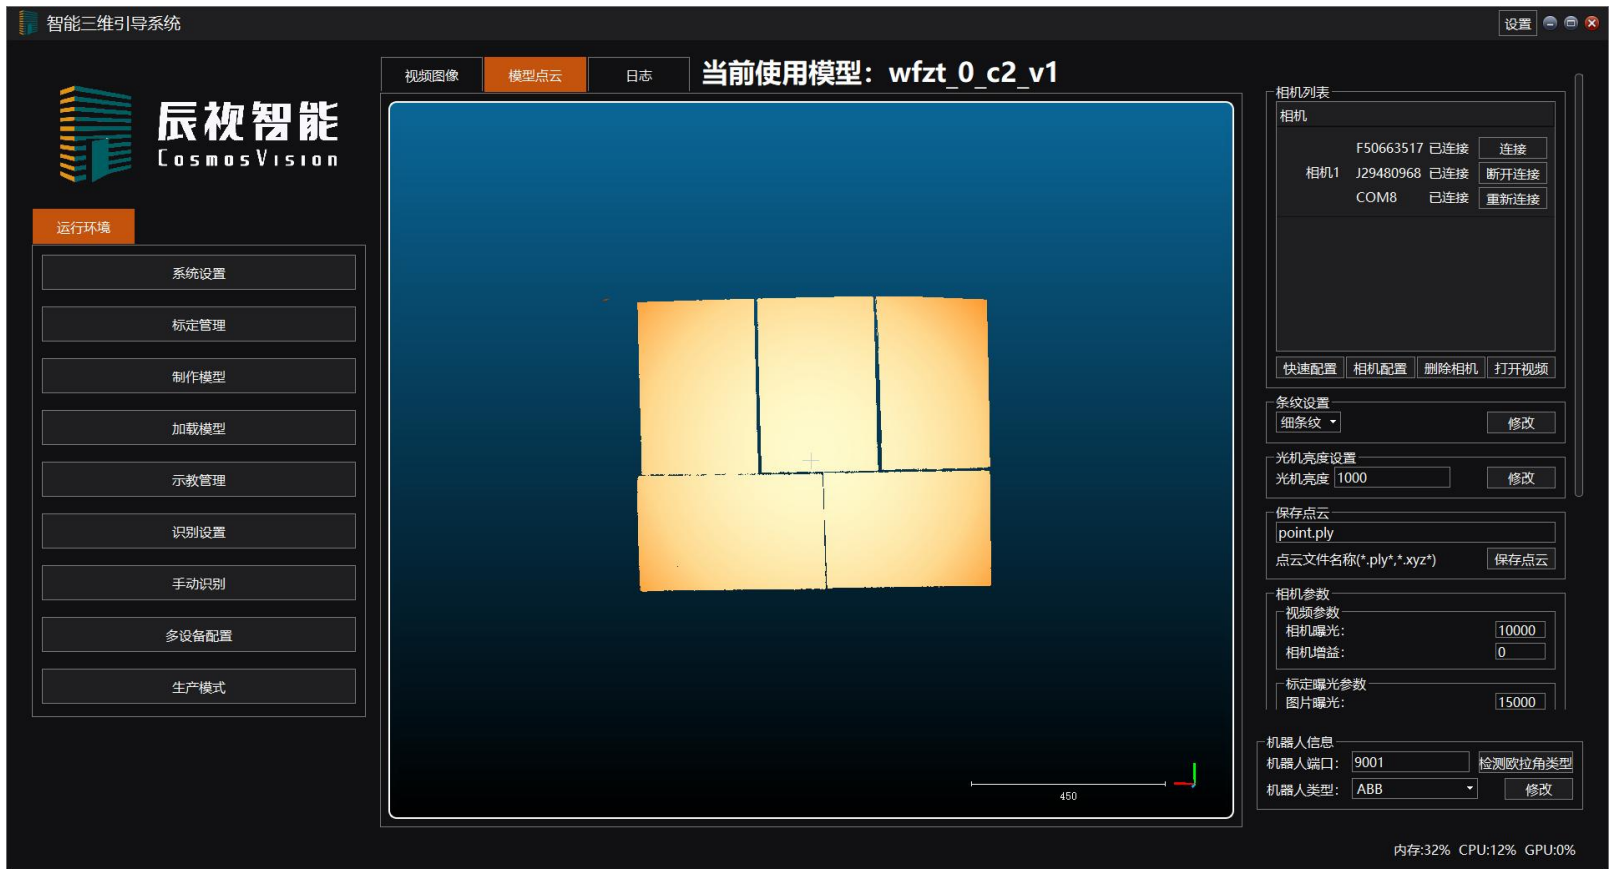 智能三维引导系统
设置
辰视智能
CosmosVision
运行环境
系统设置
标定管理
制作模型
加载模型
示教管理
识别设置
手动识别
多设备配置
生产模式
视频图像 模型点云 日志 当前使用模型：wfzt_0_c2_v1
450
相机列表
相机
F50663517 已连接 连接
相机1 J29480968 已连接 断开连接
COM8 已连接 重新连接
快速配置 相机配置 删除相机 打开视频
条纹设置
细条纹 修改
光机亮度设置
光机亮度 1000 修改
保存点云
point.ply
点云文件名称(*.ply*,*.xyz*) 保存点云
相机参数
视频参数
相机曝光： 10000
相机增益： 0
标定曝光参数
图片曝光： 15000
机器人信息
机器人端口： 9001 检测欧拉角类型
机器人类型： ABB 修改
内存:32% CPU:12% GPU:0%